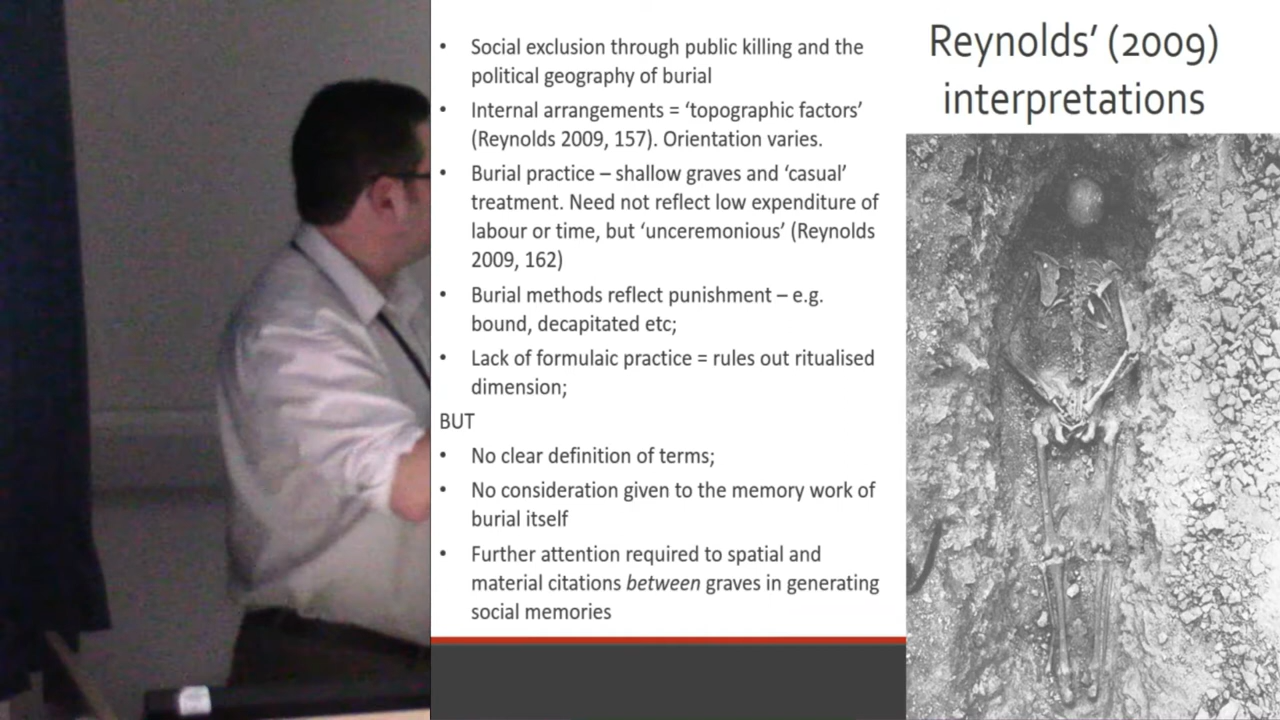 Reynolds’ (2009)
interpretations
• Social exclusion through public killing and the
political geography of burial
• Internal arrangements = ‘topographic factors’
(Reynolds 2009, 157). Orientation varies.
• Burial practice – shallow graves and ‘casual’
treatment. Need not reflect low expenditure of
labour or time, but ‘unceremonious’ (Reynolds
2009, 162)
• Burial methods reflect punishment – e.g.
bound, decapitated etc;
• Lack of formulaic practice = rules out ritualised
dimension;
BUT
• No clear definition of terms;
• No consideration given to the memory work of
burial itself
• Further attention required to spatial and
material citations between graves in generating
social memories